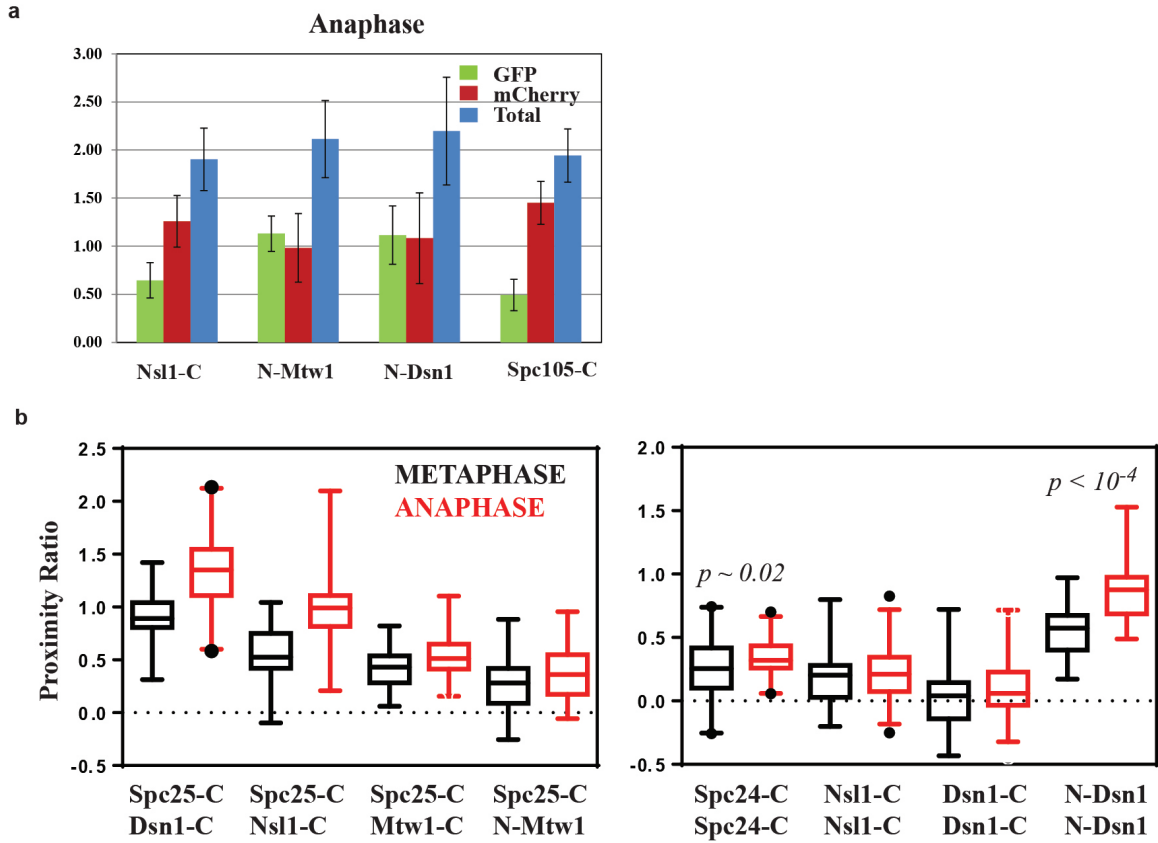 a
Anaphase
3.00
2.50
2.00
1.50
1.00
0.50
0.00
GFP
mCherry
Total
Nsl1-C N-Mtw1 N-Dsn1 Spc105-C
b
Proximity Ratio
2.5
2.0
1.5
1.0
0.5
0.0
-0.5
METAPHASE
ANAPHASE
Spc25-C Spc25-C Spc25-C Spc25-C
Dsn1-C Nsl1-C Mtw1-C N-Mtw1
2.0
1.5
1.0
0.5
0.0
-0.5
p ~ 0.02
p < 10-4
Spc24-C Nsl1-C Dsn1-C N-Dsn1
Spc24-C Nsl1-C Dsn1-C N-Dsn1